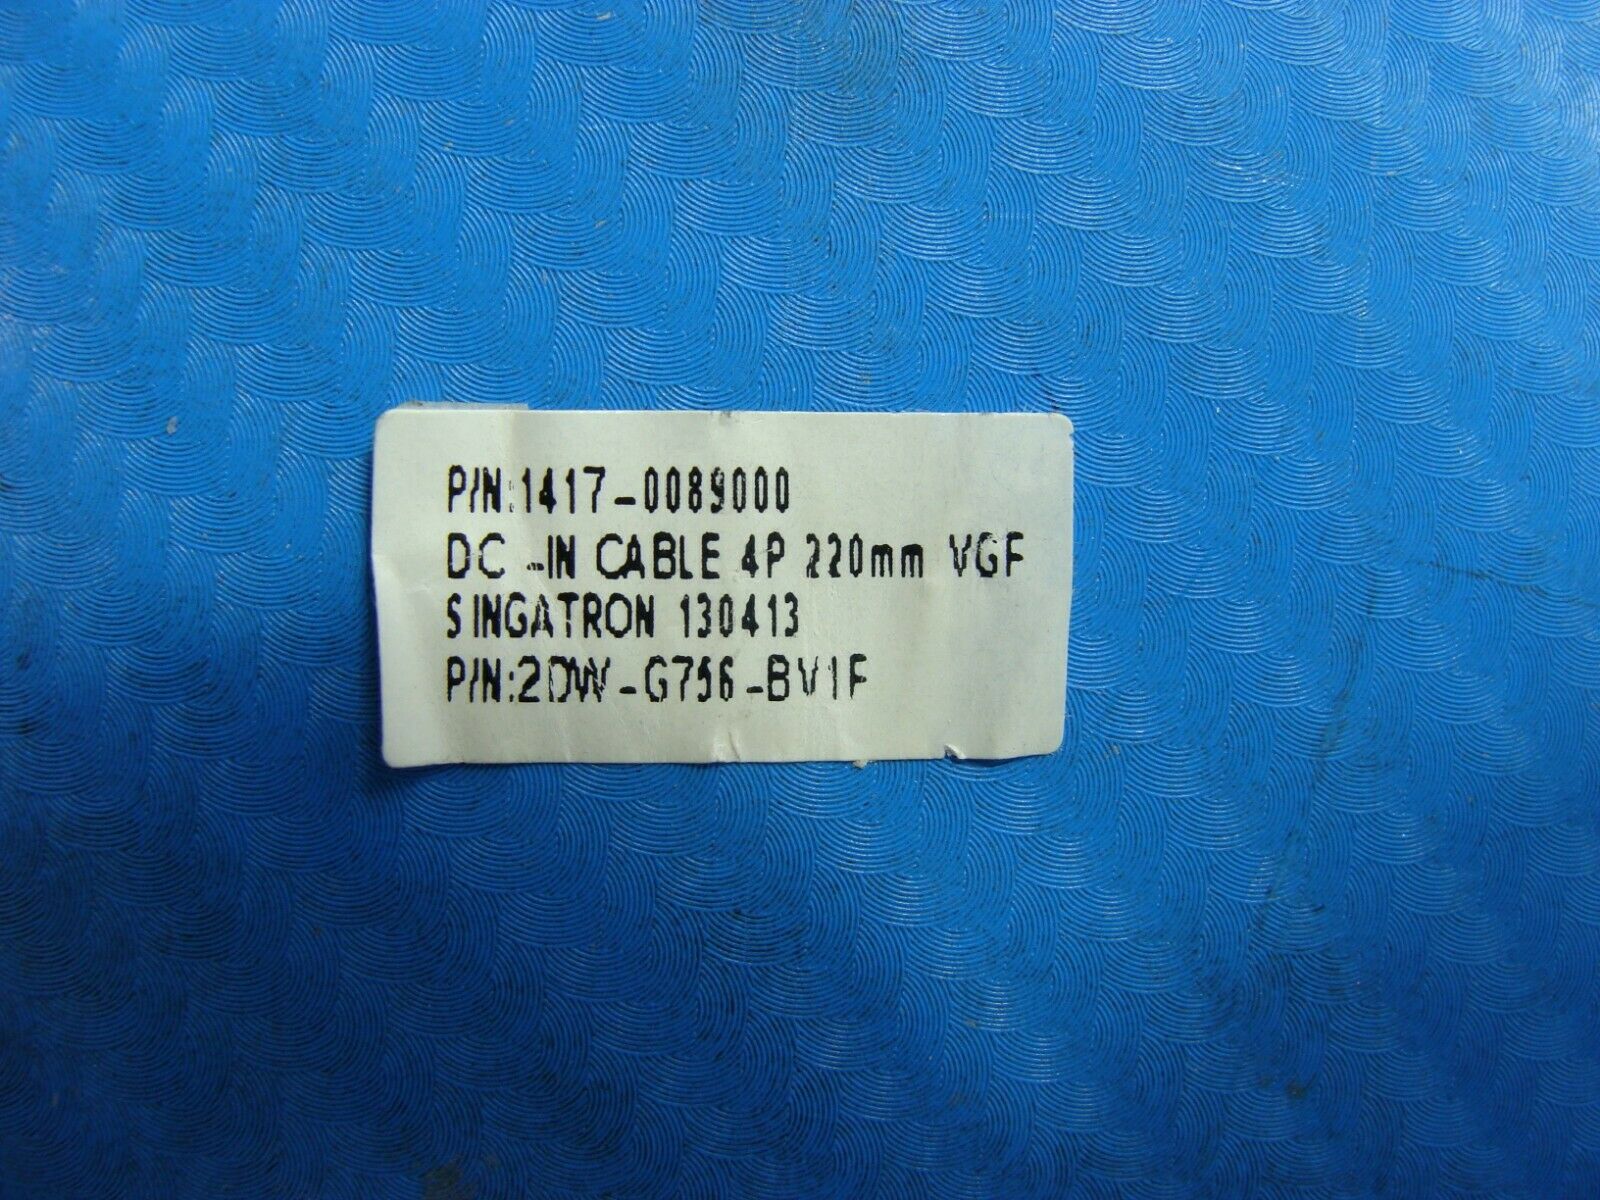 P/N:1417-0089000
DC -IN CABLE 4P 220mm VGF
SINGATRON 130413
P/N:2DW-G756-BV1F